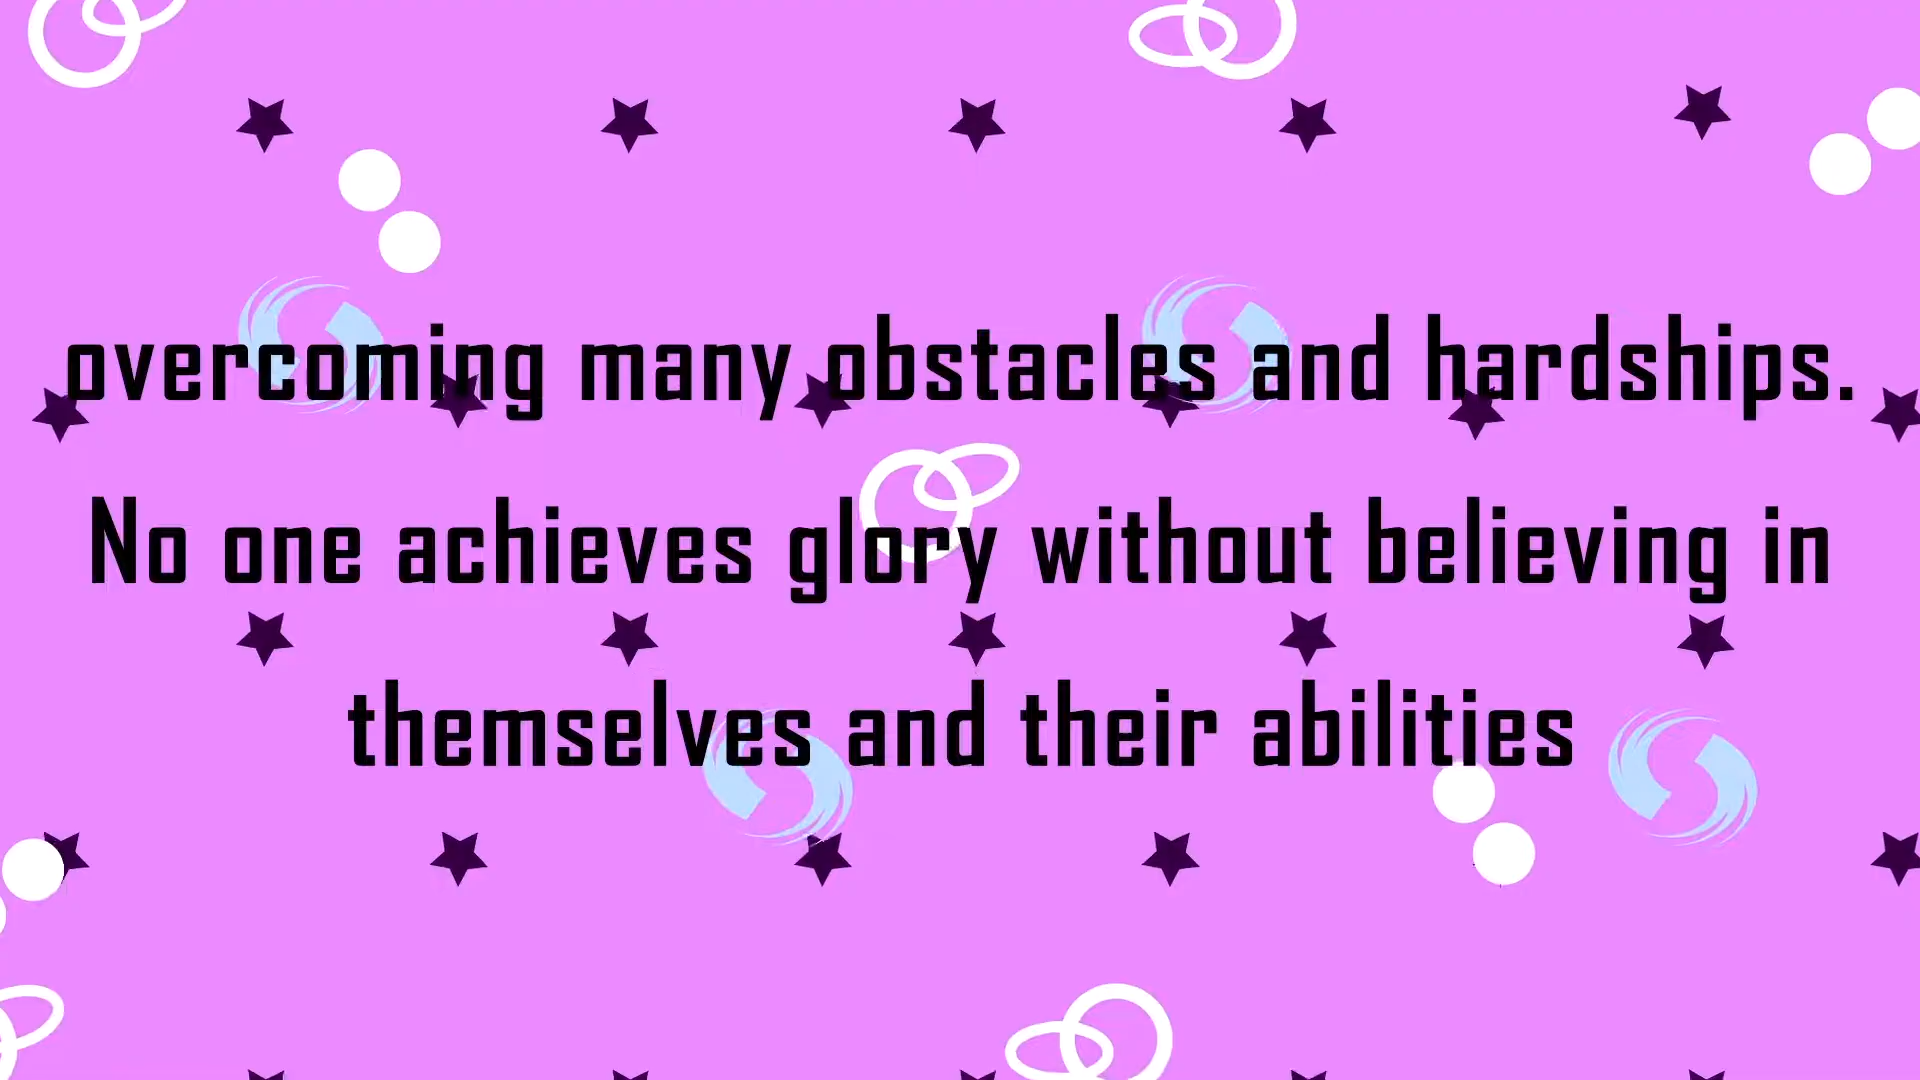 overcoming many obstacles and hardships.
No one achieves glory without believing in
themselves and their abilities